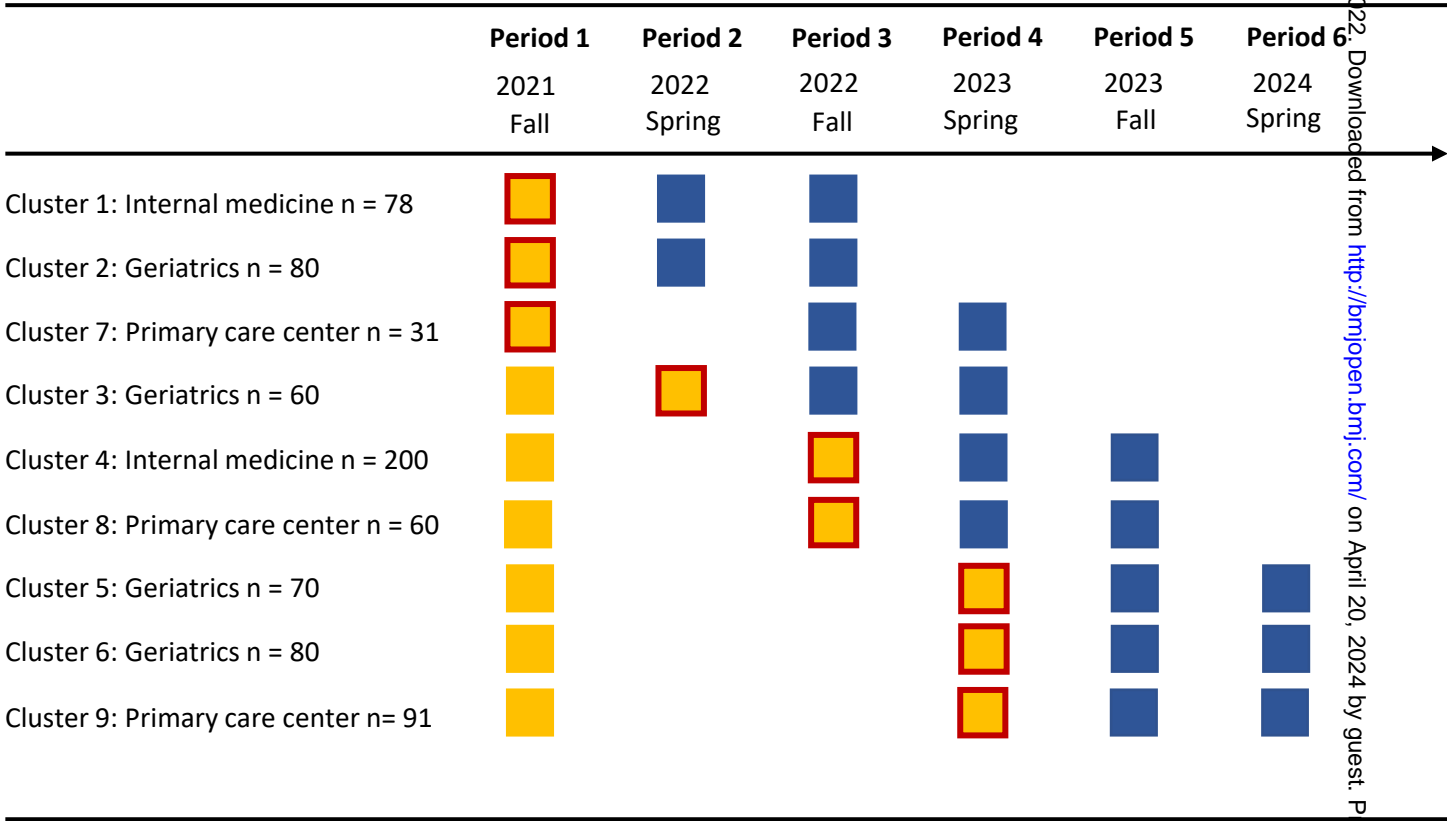 Period 1 Period 2 Period 3 Period 4 Period 5 Period 6
2021 2022 2022 2023 2023 2024
Fall Spring Fall Spring Fall Spring
Cluster 1: Internal medicine n = 78
Cluster 2: Geriatrics n = 80
Cluster 7: Primary care center n = 31
Cluster 3: Geriatrics n = 60
Cluster 4: Internal medicine n = 200
Cluster 8: Primary care center n = 60
Cluster 5: Geriatrics n = 70
Cluster 6: Geriatrics n = 80
Cluster 9: Primary care center n= 91
Downloaded from http://bmjopen.bmj.com/ on April 20, 2024 by guest.